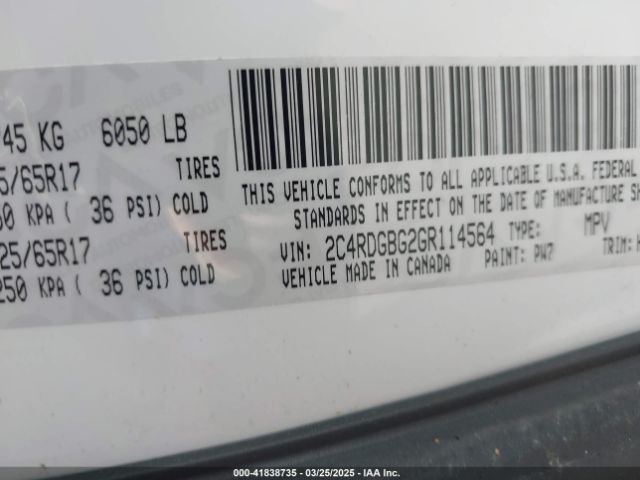 45 KG 6050 LB
5/65R17 TIRES
50 KPA ( 36 PSI) COLD
25/65R17 TIRES
250 KPA ( 36 PSI) COLD
THIS VEHICLE CONFORMS TO ALL APPLICABLE U.S.A. FEDERAL
STANDARDS IN EFFECT ON THE DATE OF MANUFACTURE
VIN: 2C4RDGBG2GR114564 TYPE: MPV
VEHICLE MADE IN CANADA PAINT: PW7 TRIM:
000-41838735 - 03/25/2025 - IAA Inc.